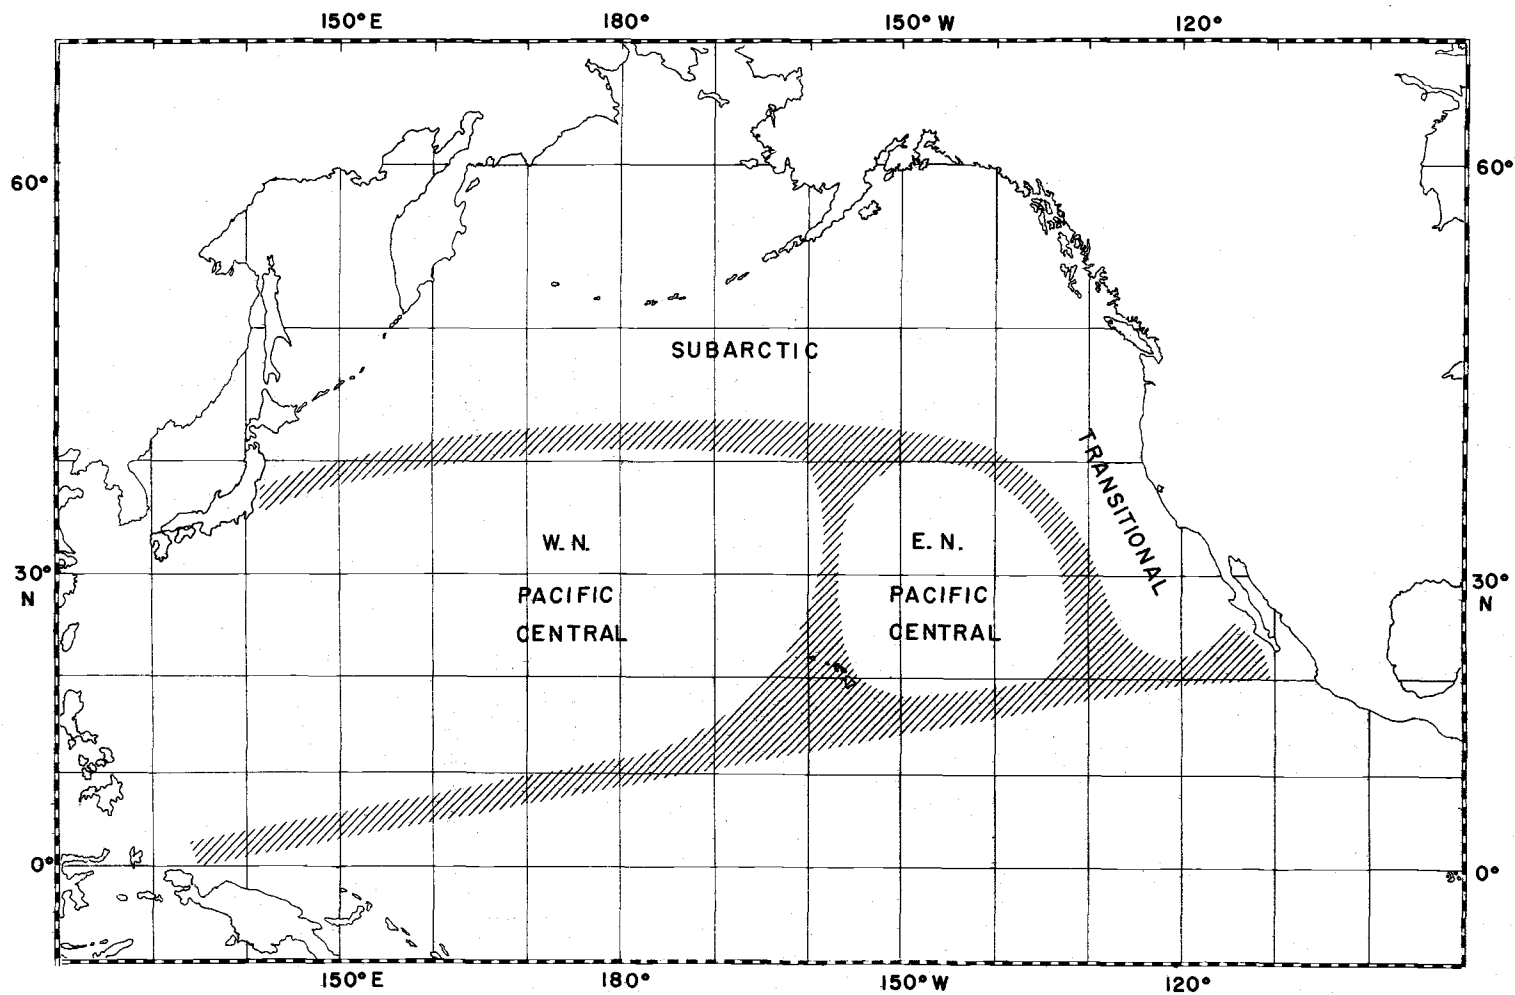 150°E 180° 150°W 120°
60° 60°
SUBARCTIC
TRANSITIONAL
W. N. E. N.
30° 30°
N PACIFIC PACIFIC N
CENTRAL CENTRAL
0° 0°
150°E 180° 150°W 120°